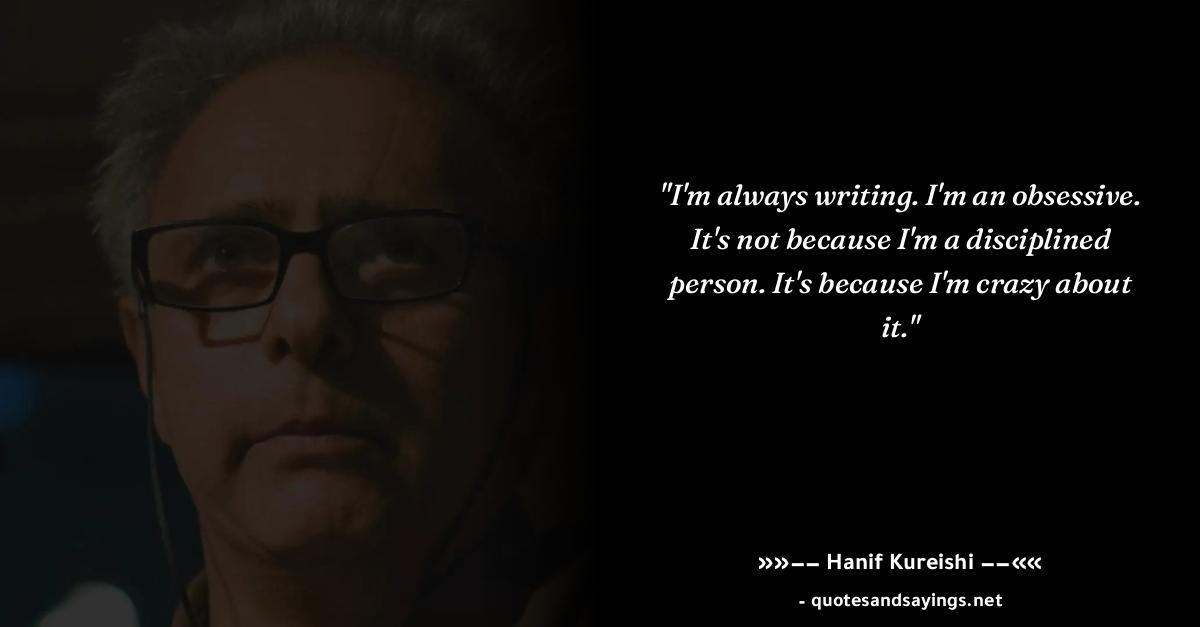 "I'm always writing. I'm an obsessive.
It's not because I'm a disciplined
person. It's because I'm crazy about
it."
»»–– Hanif Kureishi ––««
- quotesandsayings.net